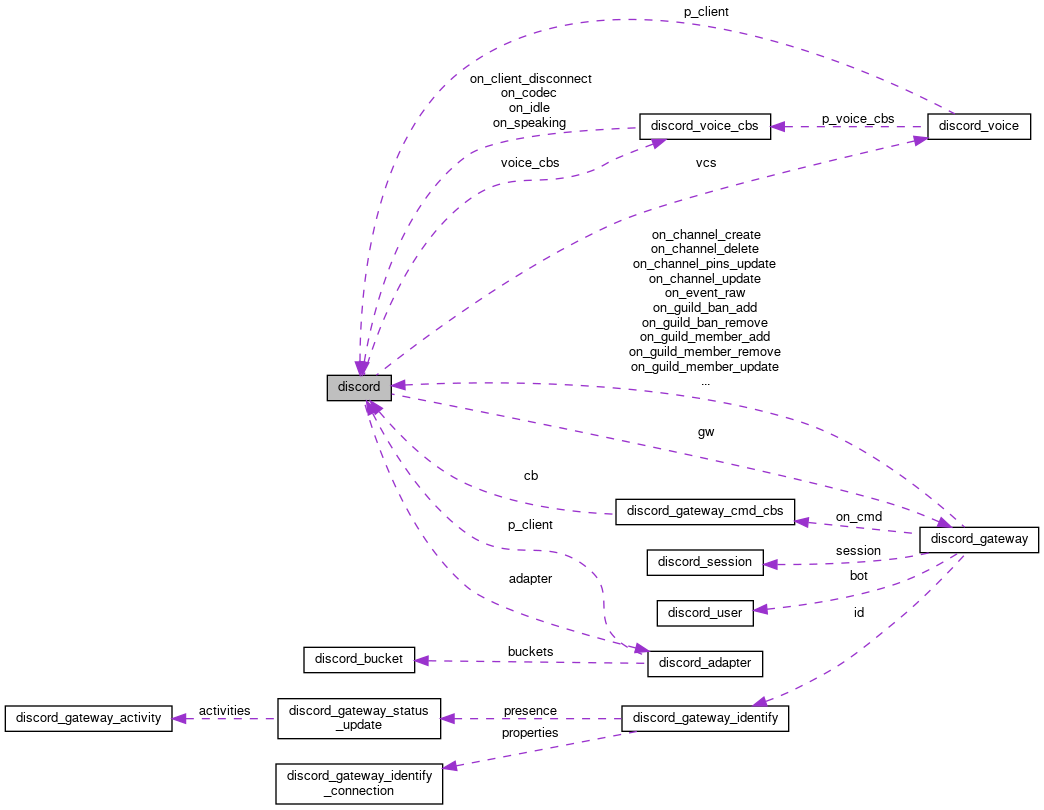 p_client
on_client_disconnect
on_codec
on_idle
on_speaking
discord_voice_cbs
p_voice_cbs
discord_voice
voice_cbs
vcs
on_channel_create
on_channel_delete
on_channel_pins_update
on_channel_update
on_event_raw
on_guild_ban_add
on_guild_ban_remove
on_guild_member_add
on_guild_member_remove
on_guild_member_update
...
discord
gw
cb
discord_gateway_cmd_cbs
on_cmd
p_client
discord_gateway
session
discord_session
bot
adapter
discord_user
id
buckets
discord_bucket
discord_adapter
activities
discord_gateway_status
_update
presence
discord_gateway_activity
discord_gateway_identify
properties
discord_gateway_identify
_connection